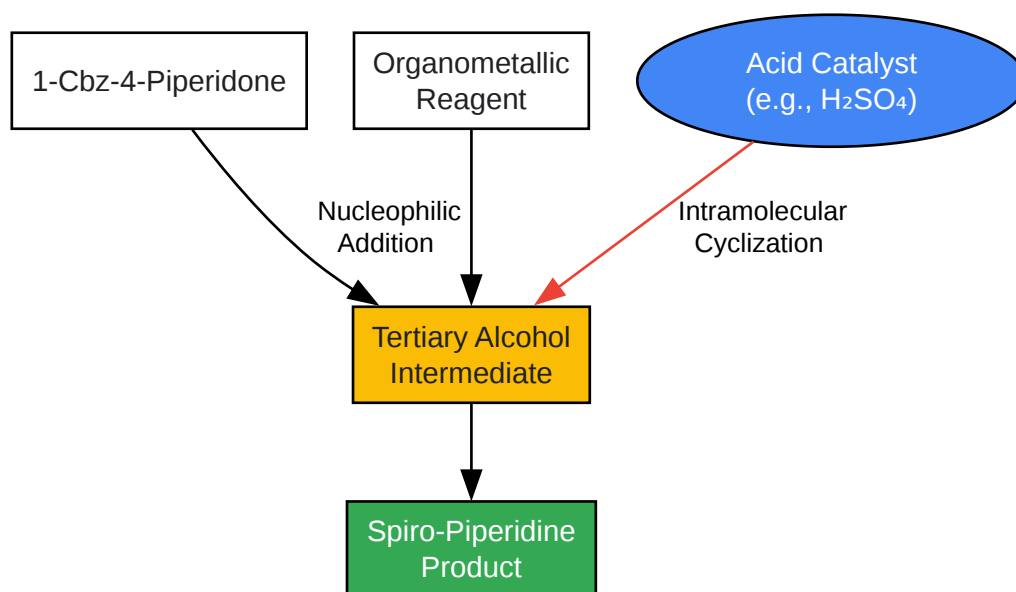 1-Cbz-4-Piperidone
Organometallic
Reagent
Acid Catalyst
(e.g., H₂SO₄)
Nucleophilic
Addition
Intramolecular
Cyclization
Tertiary Alcohol
Intermediate
Spiro-Piperidine
Product